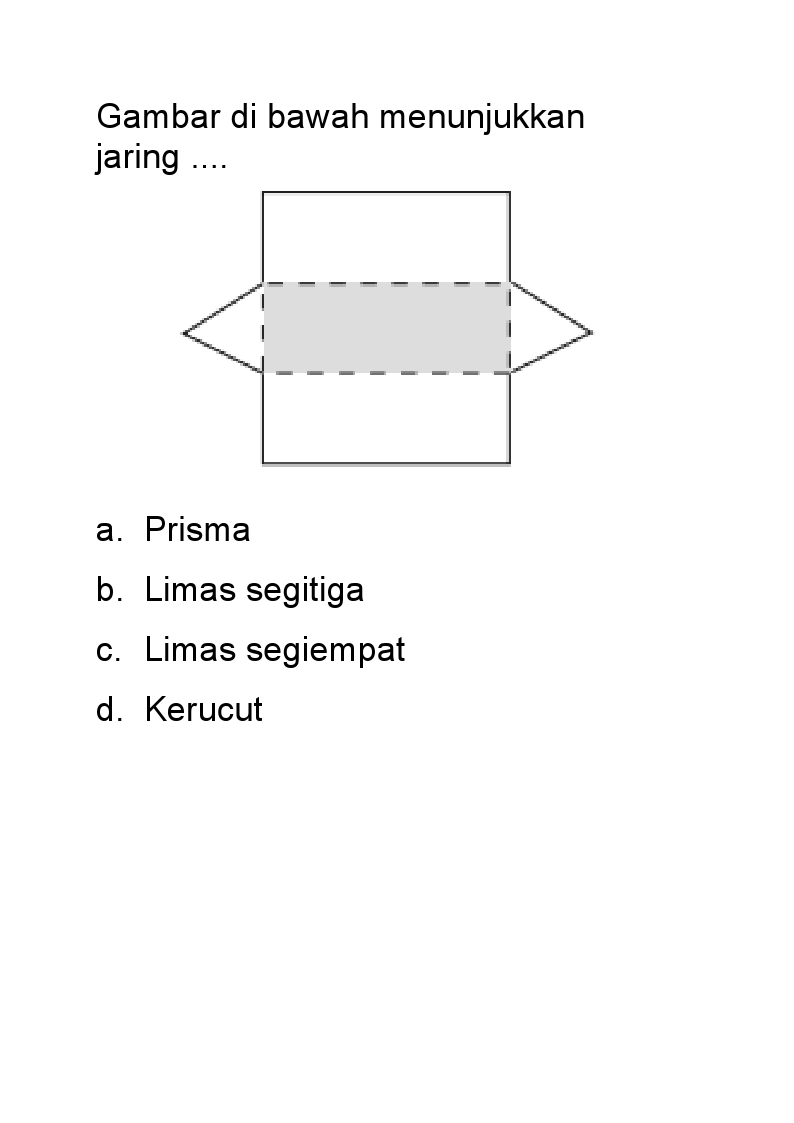 Gambar di bawah menunjukkan
jaring ....
a. Prisma
b. Limas segitiga
c. Limas segiempat
d. Kerucut